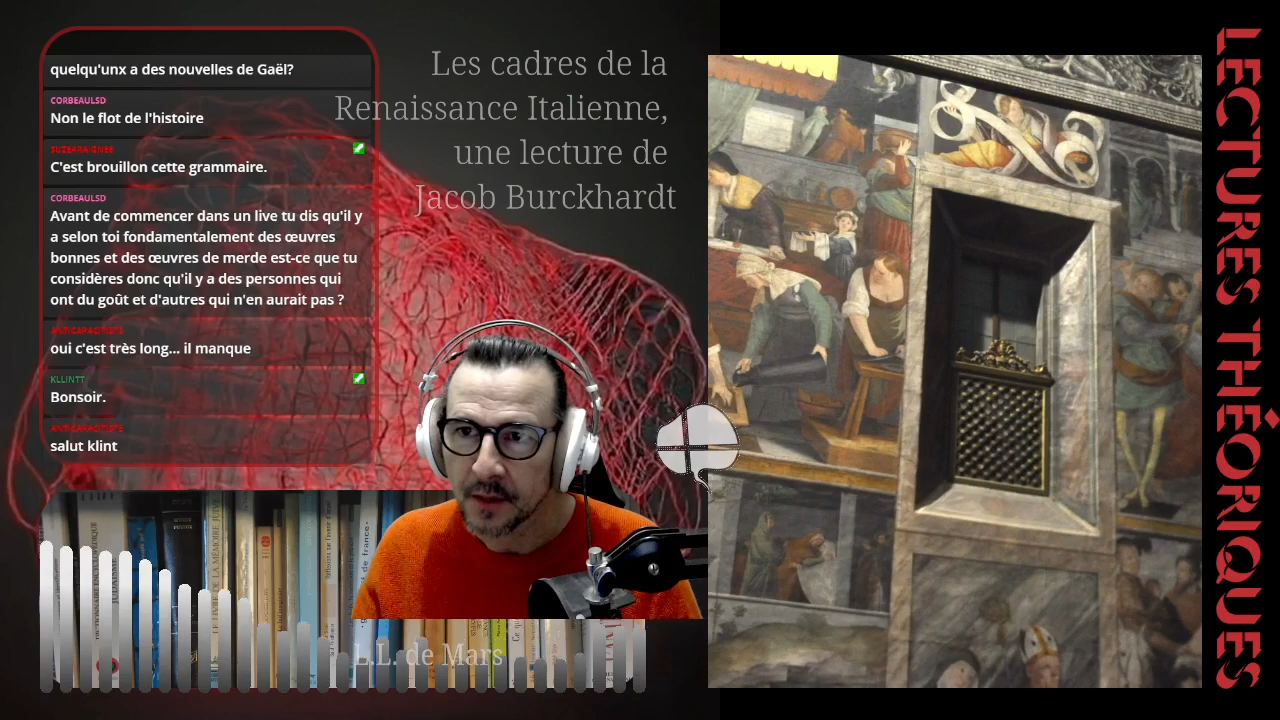 quelqu'unx a des nouvelles de Gaël?
CORBEAULSD
Non le flot de l'histoire
SUZEARAIGNEE
C'est brouillon cette grammaire.
CORBEAULSD
Avant de commencer dans un live tu dis qu'il y
a selon toi fondamentalement des œuvres
bonnes et des œuvres de merde est-ce que tu
considères donc qu'il y a des personnes qui
ont du goût et d'autres qui n'en aurait pas ?
ANTICAPACITISTE
oui c'est très long... il manque
KLLINTT
Bonsoir.
ANTICAPACITISTE
salut klint
Les cadres de la
Renaissance Italienne,
une lecture de
Jacob Burckhardt
L.L. de Mars
LECTURES THÉORIQUES